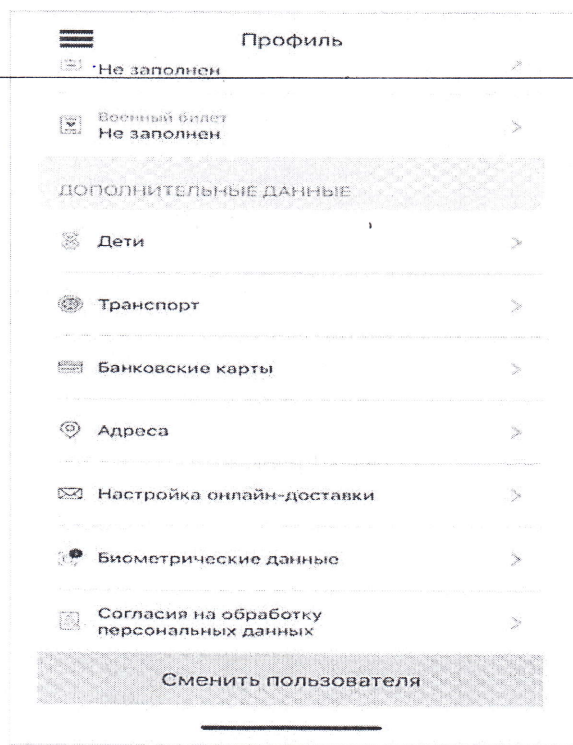 Профиль
Не заполнен
Военный билет
Не заполнен
ДОПОЛНИТЕЛЬНЫЕ ДАННЫЕ
Дети
Транспорт
Банковские карты
Адреса
Настройка онлайн-доставки
Биометрические данные
Согласия на обработку
персональных данных
Сменить пользователя